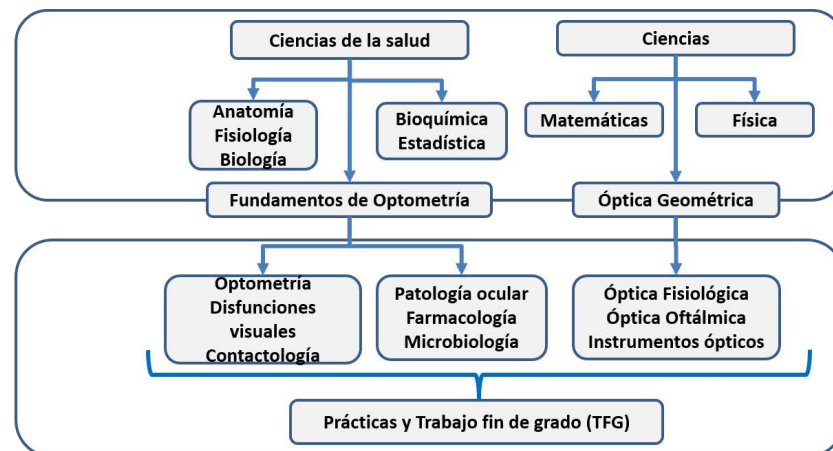 Ciencias de la salud
Ciencias
Anatomía
Fisiología
Biología
Bioquímica
Estadística
Matemáticas
Física
Fundamentos de Optometría
Óptica Geométrica
Optometría
Disfunciones
visuales
Contactología
Patología ocular
Farmacología
Microbiología
Óptica Fisiológica
Óptica Oftálmica
Instrumentos ópticos
Prácticas y Trabajo fin de grado (TFG)